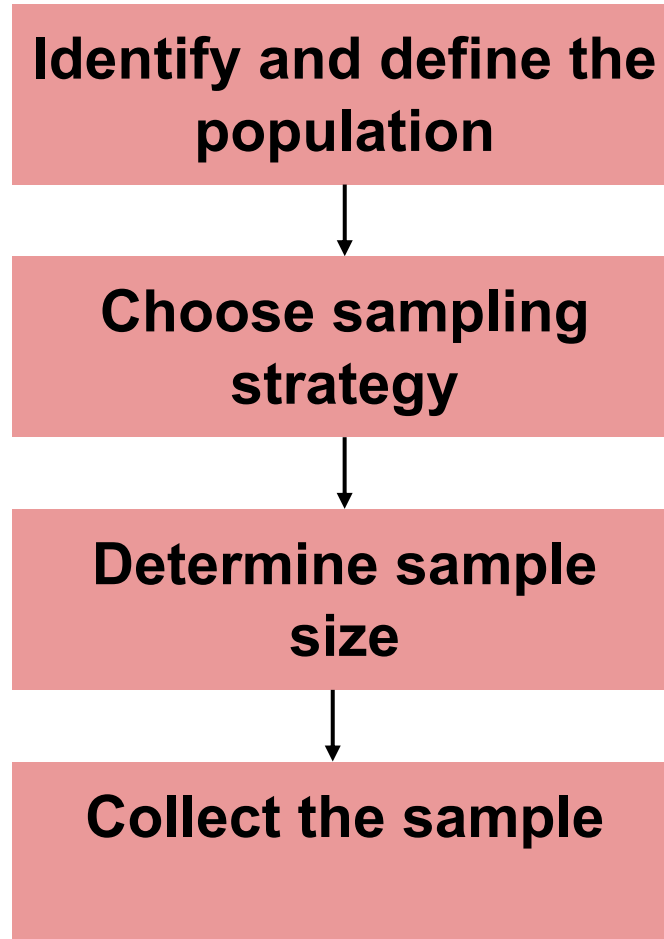 Identify and define the
population
Choose sampling
strategy
Determine sample
size
Collect the sample